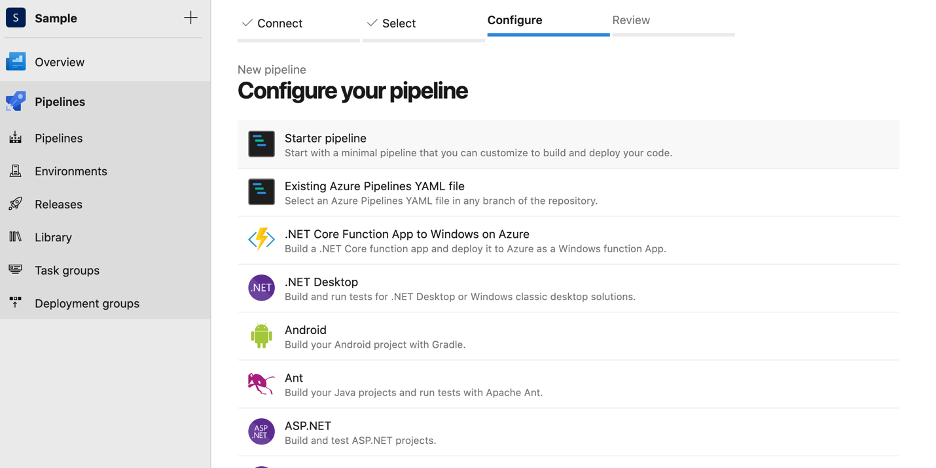 S Sample
Overview
Pipelines
Pipelines
Environments
Releases
Library
Task groups
Deployment groups
Connect Select Configure Review
New pipeline
Configure your pipeline
Starter pipeline
Start with a minimal pipeline that you can customize to build and deploy your code.
Existing Azure Pipelines YAML file
Select an Azure Pipelines YAML file in any branch of the repository.
.NET Core Function App to Windows on Azure
Build a .NET Core function app and deploy it to Azure as a Windows function App.
.NET
.NET Desktop
Build and run tests for .NET Desktop or Windows classic desktop solutions.
Android
Build your Android project with Gradle.
Ant
Build your Java projects and run tests with Apache Ant.
ASP
.NET
ASP.NET
Build and test ASP.NET projects.